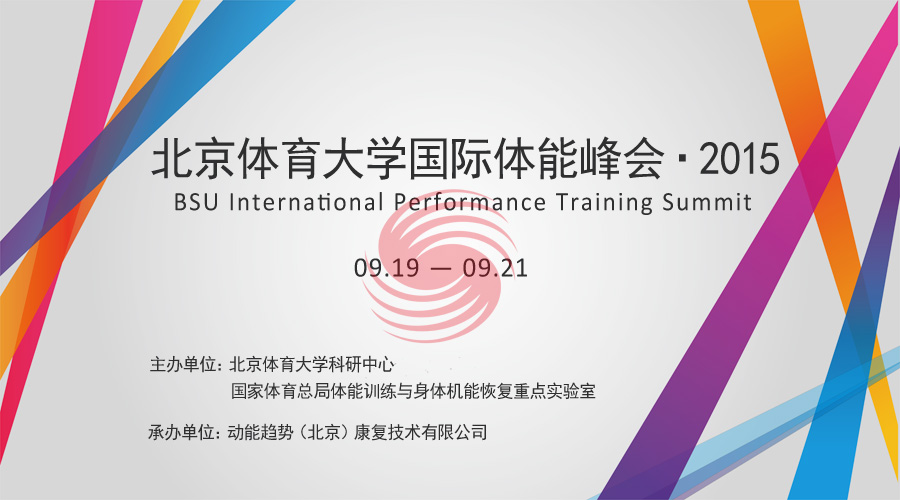 北京体育大学国际体能峰会·2015
BSU International Performance Training Summit
09.19 — 09.21
主办单位：北京体育大学科研中心
国家体育总局体能训练与身体机能恢复重点实验室
承办单位：动能趋势（北京）康复技术有限公司